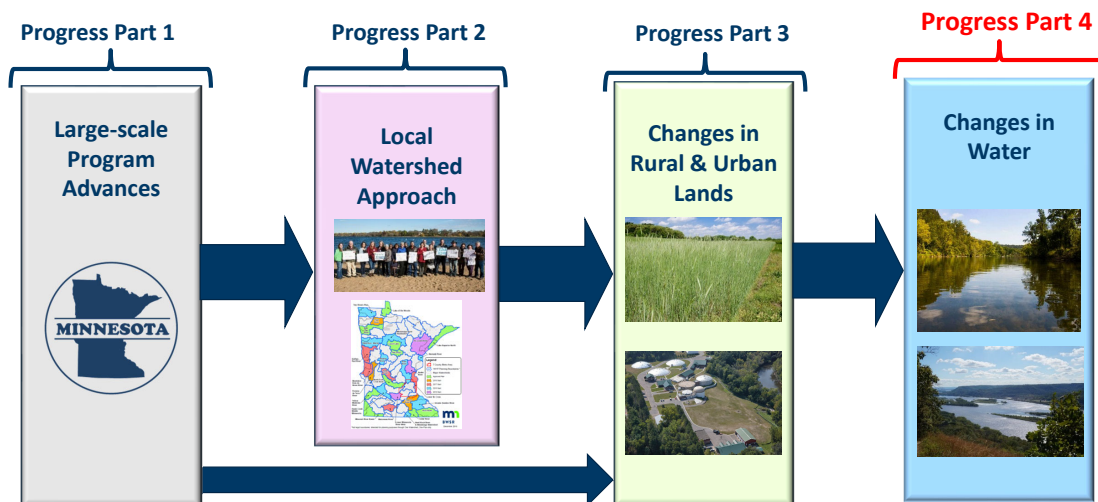 Progress Part 1
Progress Part 2
Progress Part 3
Progress Part 4
Large-scale
Program
Advances
MINNESOTA
Local
Watershed
Approach
Legend
Changes in
Rural & Urban
Lands
Changes in
Water